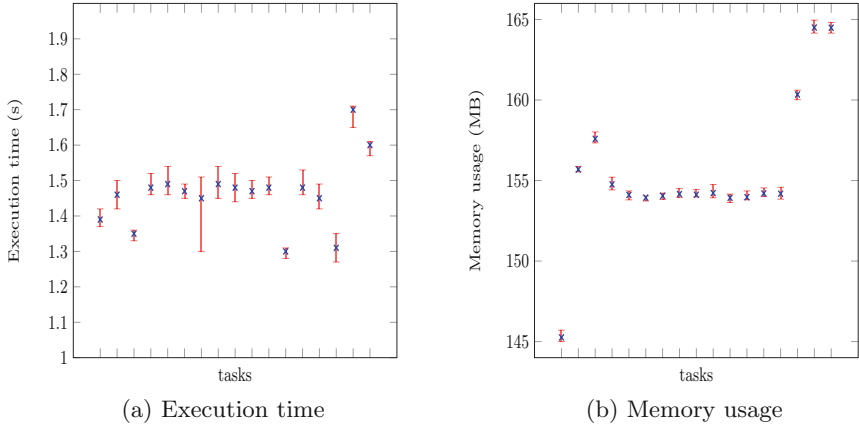 1.9
1.8
1.7
1.6
1.5
1.4
1.3
1.2
1.1
1
Execution time (s)
tasks
(a) Execution time
165
160
155
150
145
Memory usage (MB)
tasks
(b) Memory usage